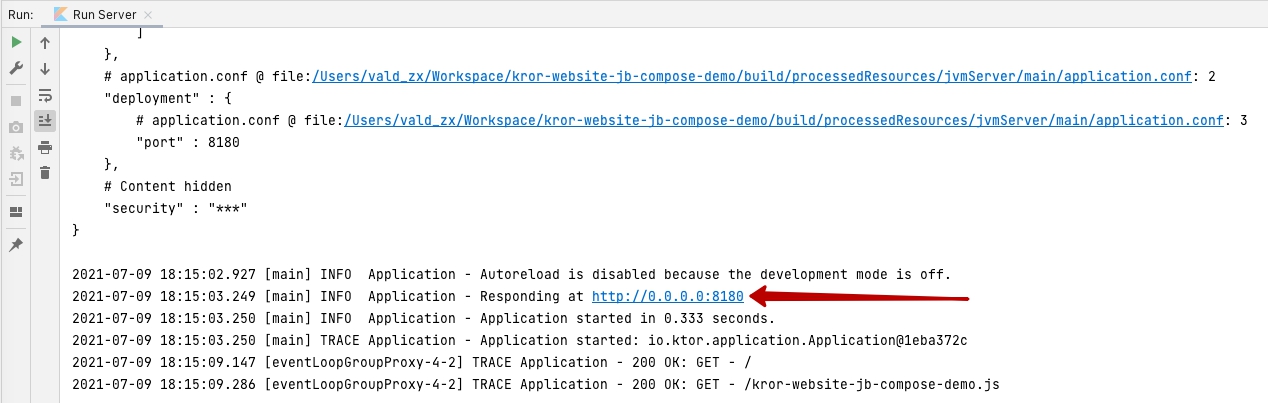 Run: Run Server
]
},
# application.conf @ file:/Users/vald_zx/Workspace/kror-website-jb-compose-demo/build/processedResources/jvmServer/main/application.conf: 2
"deployment" : {
# application.conf @ file:/Users/vald_zx/Workspace/kror-website-jb-compose-demo/build/processedResources/jvmServer/main/application.conf: 3
"port" : 8180
},
# Content hidden
"security" : "***"
}
2021-07-09 18:15:02.927 [main] INFO  Application - Autoreload is disabled because the development mode is off.
2021-07-09 18:15:03.249 [main] INFO  Application - Responding at http://0.0.0.0:8180
2021-07-09 18:15:03.250 [main] INFO  Application - Application started in 0.333 seconds.
2021-07-09 18:15:03.250 [main] TRACE Application - Application started: io.ktor.application.Application@1eba372c
2021-07-09 18:15:09.147 [eventLoopGroupProxy-4-2] TRACE Application - 200 OK: GET - /
2021-07-09 18:15:09.286 [eventLoopGroupProxy-4-2] TRACE Application - 200 OK: GET - /kror-website-jb-compose-demo.js